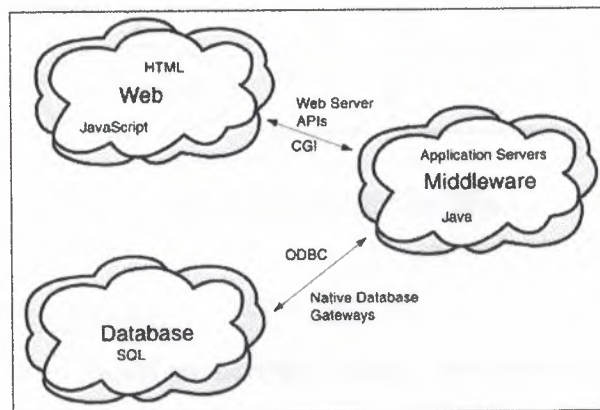 HTML
Web
JavaScript
Web Server
APIs
CGI
Application Servers
Middleware
Java
ODBC
Native Database
Gateways
Database
SQL